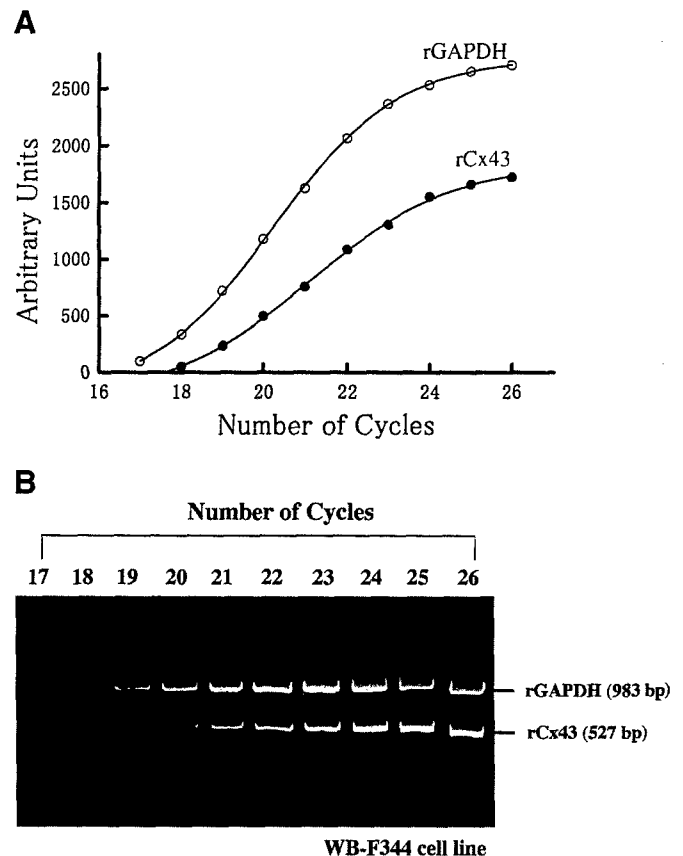 A
rGAPDH
rCx43
Arbitrary Units
2500
2000
1500
1000
500
0
16 18 20 22 24 26
Number of Cycles
B
Number of Cycles
17 18 19 20 21 22 23 24 25 26
rGAPDH (983 bp)
rCx43 (527 bp)
WB-F344 cell line